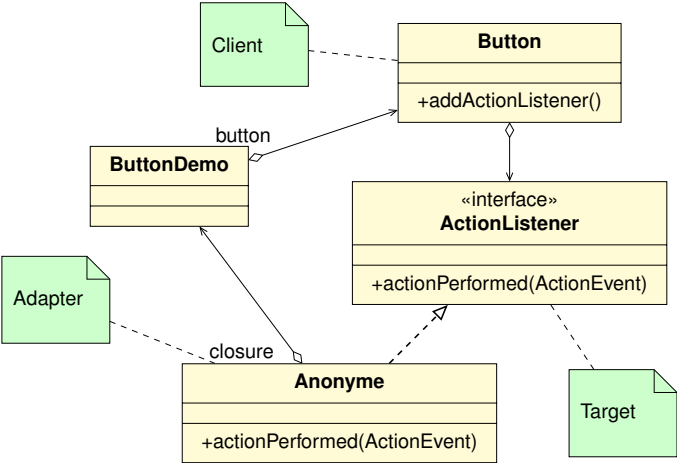 Client
Button
+addActionListener()
button
ButtonDemo
«interface»
ActionListener
+actionPerformed(ActionEvent)
Adapter
closure
Anonyme
+actionPerformed(ActionEvent)
Target